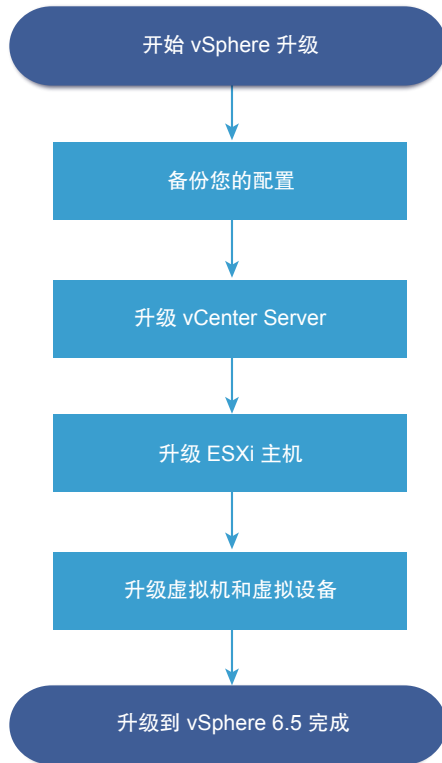 开始 vSphere 升级
备份您的配置
升级 vCenter Server
升级 ESXi 主机
升级虚拟机和虚拟设备
升级到 vSphere 6.5 完成